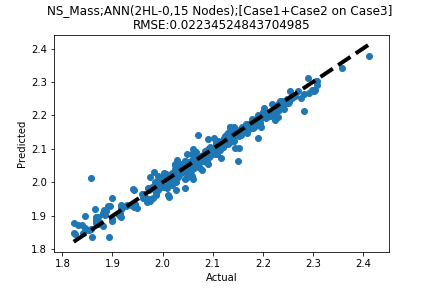 NS_Mass;ANN(2HL-0,15 Nodes);[Case1+Case2 on Case3]
RMSE:0.02234524843704985
2.4
2.3
2.2
2.1
2.0
1.9
1.8
Predicted
1.8 1.9 2.0 2.1 2.2 2.3 2.4
Actual